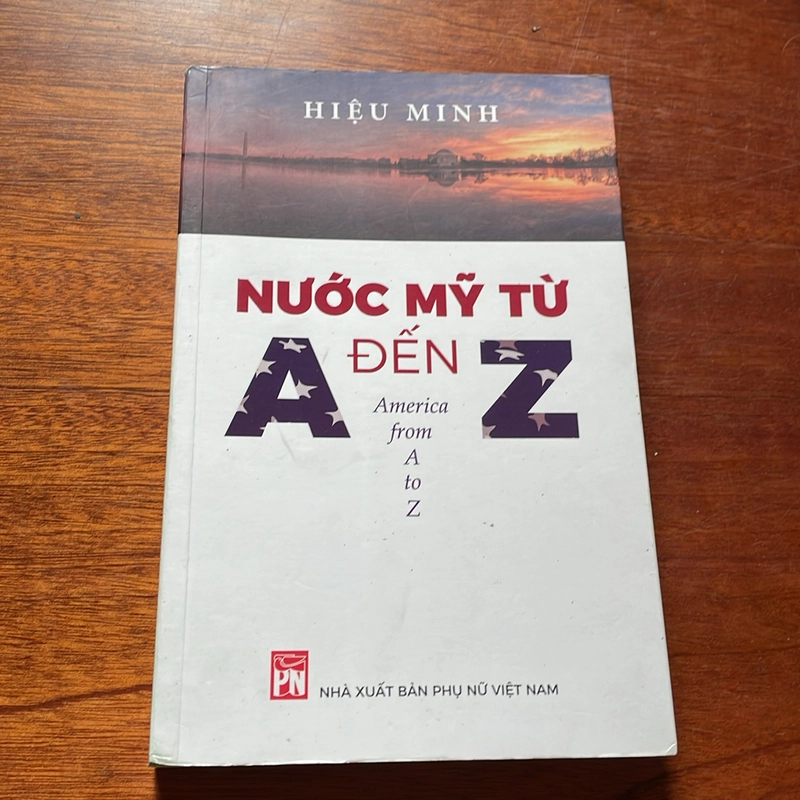 HIỆU MINH
NƯỚC MỸ TỪ
A ĐẾN Z
America
from
A
to
Z
PN
NHÀ XUẤT BẢN PHỤ NỮ VIỆT NAM